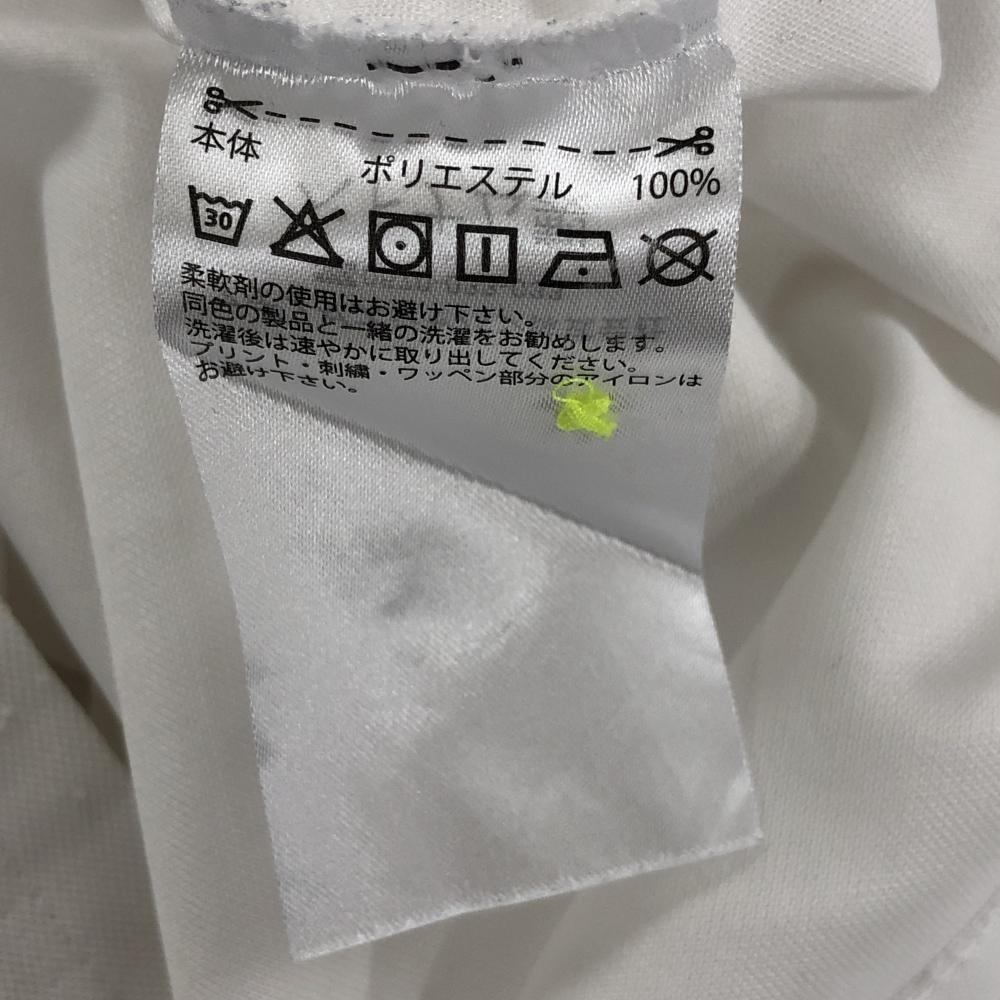 本体
ポリエステル 100%
30
柔軟剤の使用はお避け下さい。
同色の製品と一緒の洗濯をお勧めします。
洗濯後は速やかに取り出してください。
プリント・刺繍・ワッペン部分のアイロンは
お避け下さい。